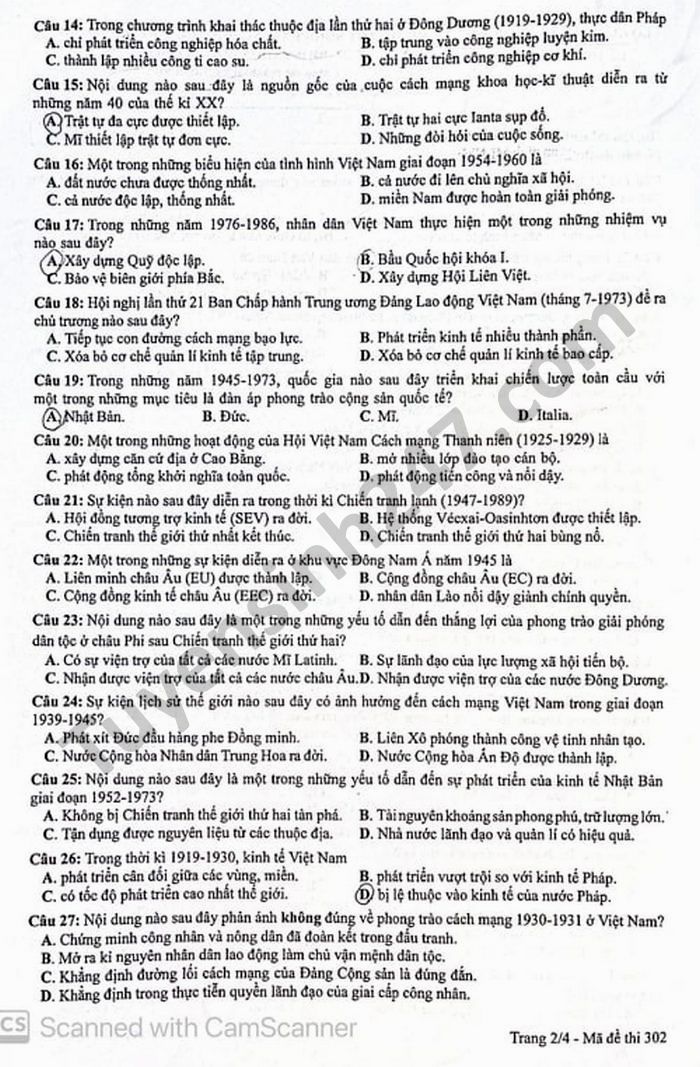 Câu 14: Trong chương trình khai thác thuộc địa lần thứ hai ở Đông Dương (1919-1929), thực dân Pháp
A. chỉ phát triển công nghiệp hóa chất. B. tập trung vào công nghiệp luyện kim.
C. thành lập nhiều công ti cao su. D. chỉ phát triển công nghiệp cơ khí.
Câu 15: Nội dung nào sau đây là nguồn gốc của cuộc cách mạng khoa học-kĩ thuật diễn ra từ
những năm 40 của thế kỉ XX?
A. Trật tự đa cực được thiết lập. B. Trật tự hai cực Ianta sụp đổ.
C. Mĩ thiết lập trật tự đơn cực. D. Những đòi hỏi của cuộc sống.
Câu 16: Một trong những biểu hiện của tình hình Việt Nam giai đoạn 1954-1960 là
A. đất nước chưa được thống nhất. B. cả nước đi lên chủ nghĩa xã hội.
C. cả nước độc lập, thống nhất. D. miền Nam được hoàn toàn giải phóng.
Câu 17: Trong những năm 1976-1986, nhân dân Việt Nam thực hiện một trong những nhiệm vụ
nào sau đây?
A. Xây dựng Quỹ độc lập. B. Bầu Quốc hội khóa I.
C. Bảo vệ biên giới phía Bắc. D. Xây dựng Hội Liên Việt.
Câu 18: Hội nghị lần thứ 21 Ban Chấp hành Trung ương Đảng Lao động Việt Nam (tháng 7-1973) đề ra
chủ trương nào sau đây?
A. Tiếp tục con đường cách mạng bạo lực. B. Phát triển kinh tế nhiều thành phần.
C. Xóa bỏ cơ chế quản lí kinh tế tập trung. D. Xóa bỏ cơ chế quản lí kinh tế bao cấp.
Câu 19: Trong những năm 1945-1973, quốc gia nào sau đây triển khai chiến lược toàn cầu với
một trong những mục tiêu là đàn áp phong trào cộng sản quốc tế?
A. Nhật Bản. B. Đức. C. Mĩ. D. Italia.
Câu 20: Một trong những hoạt động của Hội Việt Nam Cách mạng Thanh niên (1925-1929) là
A. xây dựng căn cứ địa ở Cao Bằng. B. mở nhiều lớp đào tạo cán bộ.
C. phát động tổng khởi nghĩa toàn quốc. D. phát động tiến công và nổi dậy.
Câu 21: Sự kiện nào sau đây diễn ra trong thời kì Chiến tranh lạnh (1947-1989)?
A. Hội đồng tương trợ kinh tế (SEV) ra đời. B. Hệ thống Vécxai-Oasinhtơn được thiết lập.
C. Chiến tranh thế giới thứ nhất kết thúc. D. Chiến tranh thế giới thứ hai bùng nổ.
Câu 22: Một trong những sự kiện diễn ra ở khu vực Đông Nam Á năm 1945 là
A. Liên minh châu Âu (EU) được thành lập. B. Cộng đồng châu Âu (EC) ra đời.
C. Cộng đồng kinh tế châu Âu (EEC) ra đời. D. nhân dân Lào nổi dậy giành chính quyền.
Câu 23: Nội dung nào sau đây là một trong những yếu tố dẫn đến thắng lợi của phong trào giải phóng
dân tộc ở châu Phi sau Chiến tranh thế giới thứ hai?
A. Có sự viện trợ của tất cả các nước Mĩ Latinh. B. Sự lãnh đạo của lực lượng xã hội tiến bộ.
C. Nhận được viện trợ của tất cả các nước châu Âu. D. Nhận được viện trợ của các nước Đông Dương.
Câu 24: Sự kiện lịch sử thế giới nào sau đây có ảnh hưởng đến cách mạng Việt Nam trong giai đoạn
1939-1945?
A. Phát xít Đức đầu hàng phe Đồng minh. B. Liên Xô phóng thành công vệ tinh nhân tạo.
C. Nước Cộng hòa Nhân dân Trung Hoa ra đời. D. Nước Cộng hòa Ấn Độ được thành lập.
Câu 25: Nội dung nào sau đây là một trong những yếu tố dẫn đến sự phát triển của kinh tế Nhật Bản
giai đoạn 1952-1973?
A. Không bị Chiến tranh thế giới thứ hai tàn phá. B. Tài nguyên khoáng sản phong phú, trữ lượng lớn.
C. Tận dụng được nguyên liệu từ các thuộc địa. D. Nhà nước lãnh đạo và quản lí có hiệu quả.
Câu 26: Trong thời kì 1919-1930, kinh tế Việt Nam
A. phát triển cân đối giữa các vùng, miền. B. phát triển vượt trội so với kinh tế Pháp.
C. có tốc độ phát triển cao nhất thế giới. D. bị lệ thuộc vào kinh tế của nước Pháp.
Câu 27: Nội dung nào sau đây phản ánh không đúng về phong trào cách mạng 1930-1931 ở Việt Nam?
A. Chứng minh công nhân và nông dân đã đoàn kết trong đấu tranh.
B. Mở ra kỉ nguyên nhân dân lao động làm chủ vận mệnh dân tộc.
C. Khẳng định đường lối cách mạng của Đảng Cộng sản là đúng đắn.
D. Khẳng định trong thực tiễn quyền lãnh đạo của giai cấp công nhân.
CS Scanned with CamScanner
Trang 2/4 - Mã đề thi 302
Tuyensinh247.com